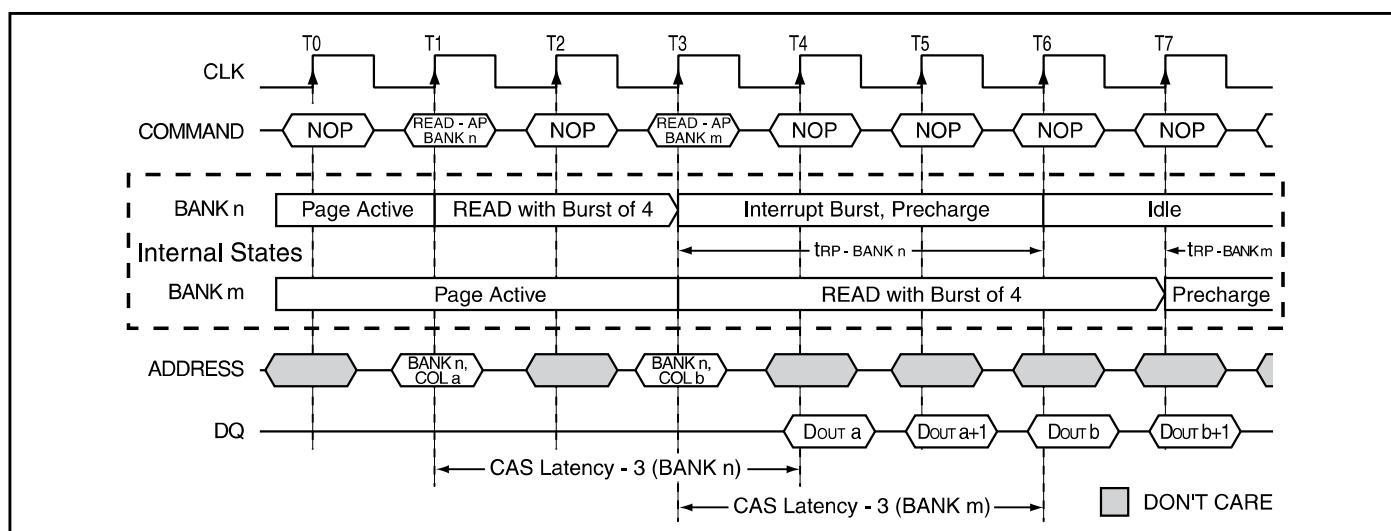 T0 T1 T2 T3 T4 T5 T6 T7
CLK
COMMAND NOP READ - AP BANK n NOP READ - AP BANK m NOP NOP NOP NOP
BANK n Page Active READ with Burst of 4 Interrupt Burst, Precharge Idle
Internal States tRP - BANK n tRP - BANK m
BANK m Page Active READ with Burst of 4 Precharge
ADDRESS BANK n, COL a BANK n, COL b
DQ DOUT a DOUT a+1 DOUT b DOUT b+1
CAS Latency - 3 (BANK n)
CAS Latency - 3 (BANK m)
DON'T CARE